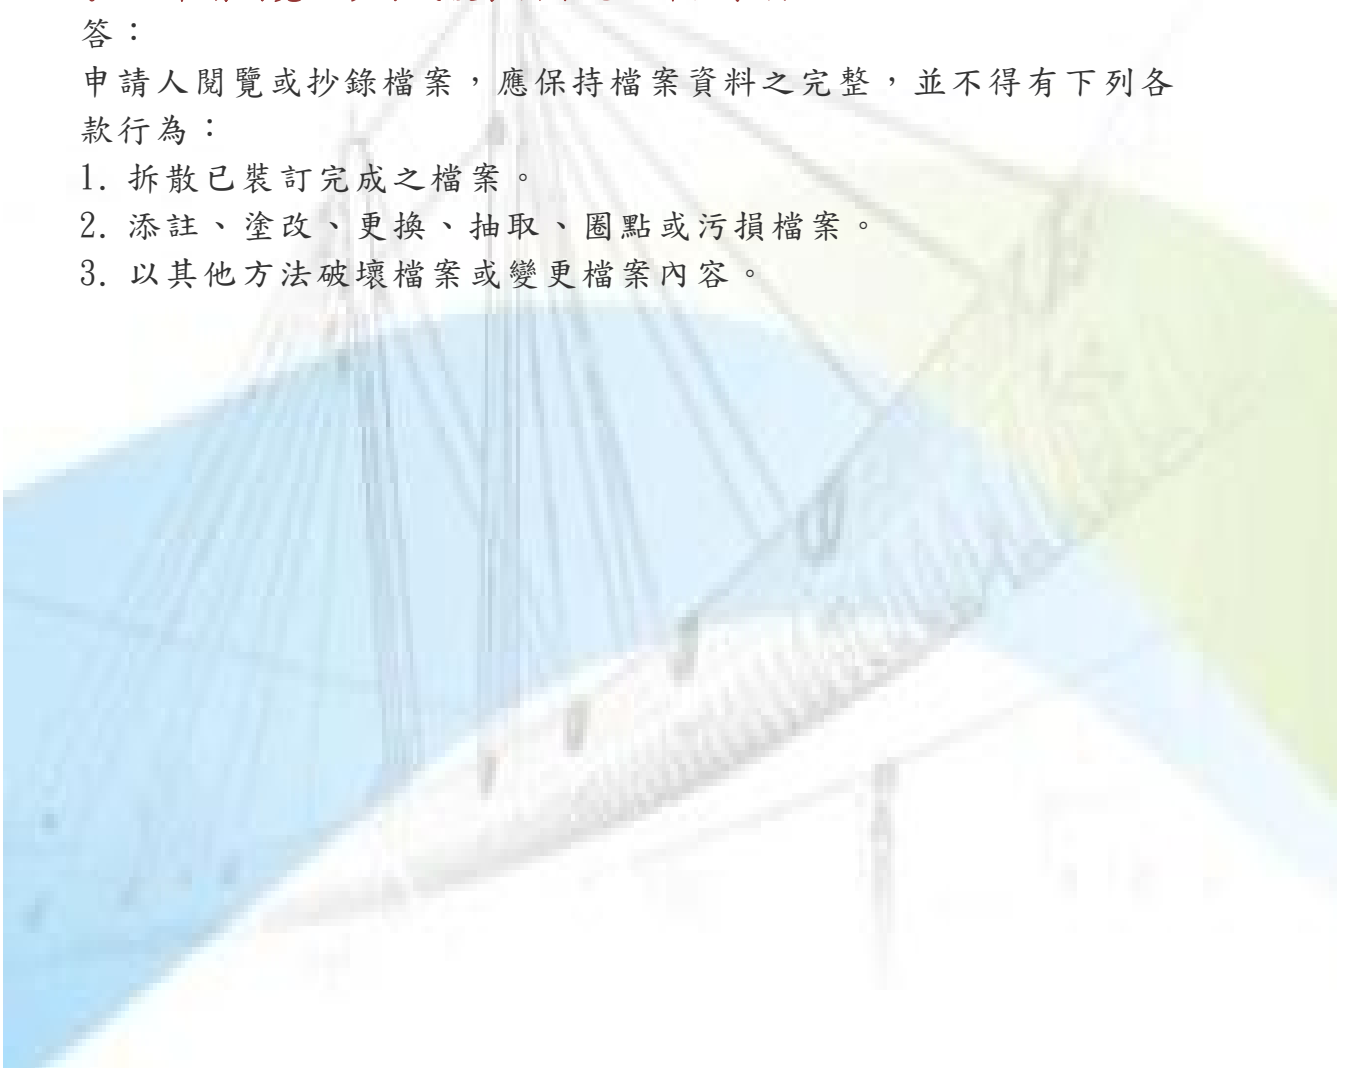 答：
申請人閱覽或抄錄檔案，應保持檔案資料之完整，並不得有下列各
款行為：
1. 拆散已裝訂完成之檔案。
2. 添註、塗改、更換、抽取、圈點或污損檔案。
3. 以其他方法破壞檔案或變更檔案內容。